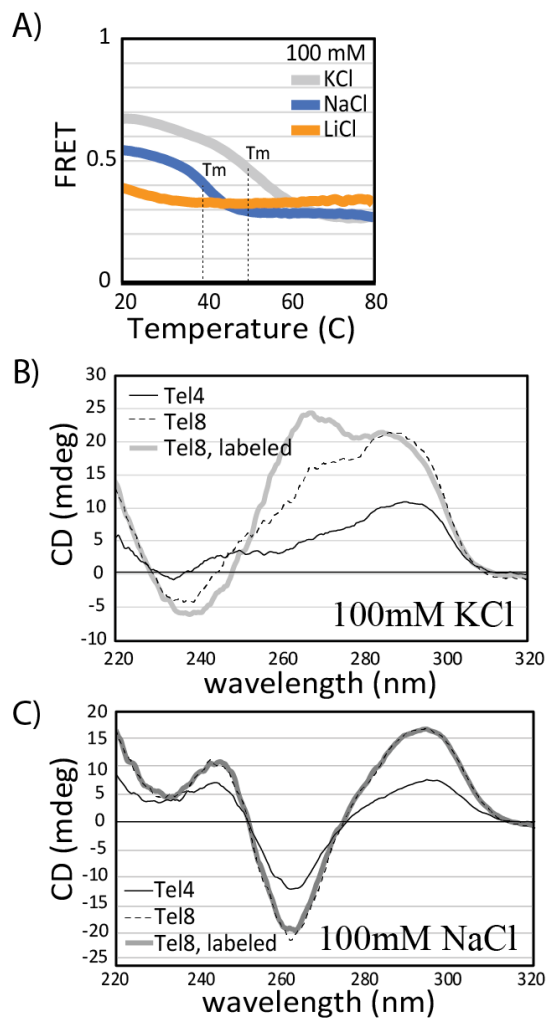 A)
1
100 mM
KCl
NaCl
LiCl
FRET
0.5
Tm
Tm
0
20
40
60
80
Temperature (C)
B)
30
25
20
15
10
5
0
-5
-10
Tel4
Tel8
Tel8, labeled
CD (mdeg)
100mM KCl
220
240
260
280
300
320
wavelength (nm)
C)
20
15
10
5
0
-5
-10
-15
-20
-25
CD (mdeg)
Tel4
Tel8
Tel8, labeled
100mM NaCl
220
240
260
280
300
320
wavelength (nm)